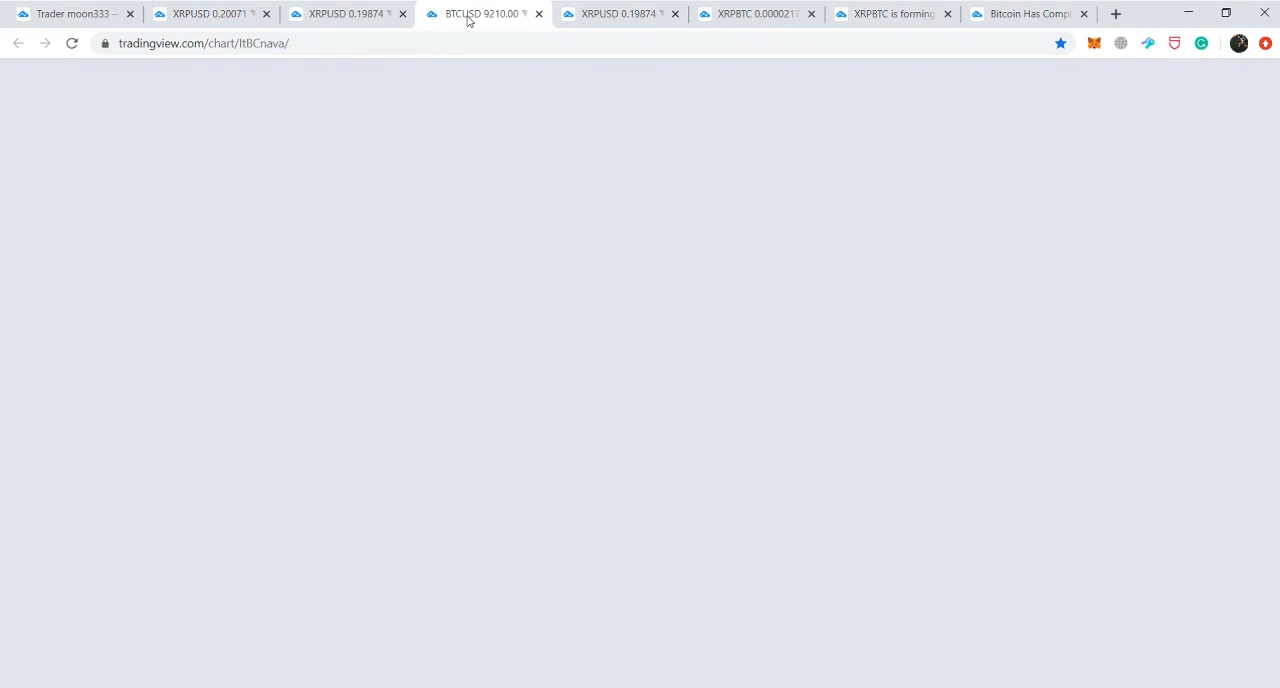 Trader moon333 —
XRPUSD 0.20071 ▼
XRPUSD 0.19874 ▼
BTCUSD 9210.00 ▼
XRPUSD 0.19874 ▼
XRPBTC 0.0000217
XRPBTC is forming
Bitcoin Has Compl
tradingview.com/chart/ItBCnava/